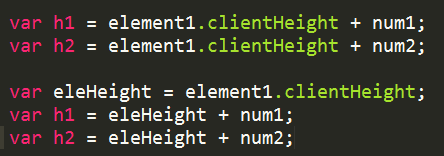 var h1 = element1.clientHeight + num1;
var h2 = element1.clientHeight + num2;
var eleHeight = element1.clientHeight;
var h1 = eleHeight + num1;
var h2 = eleHeight + num2;